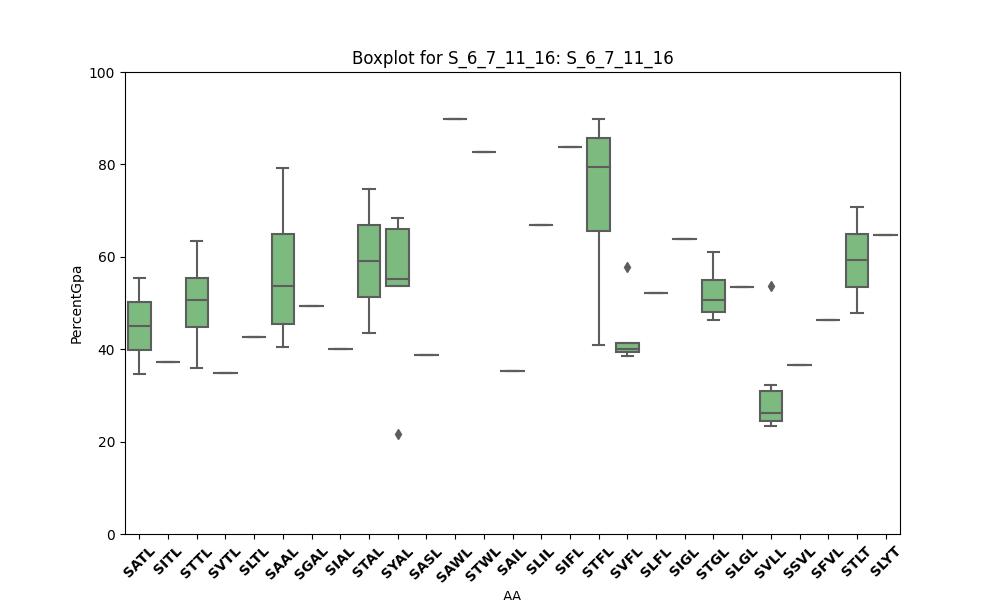 Boxplot for S_6_7_11_16: S_6_7_11_16
100
80
60
40
20
0
PercentGpa
SATL SITL STTL SVTL SLTL SAAL SGAL SIAL STAL SYAL SASL SAWL STWL SAIL SLIL SIFL STFL SVFL SLFL SIGL STGL SLGL SVLL SSVL SFVL STLT SLYT
AA